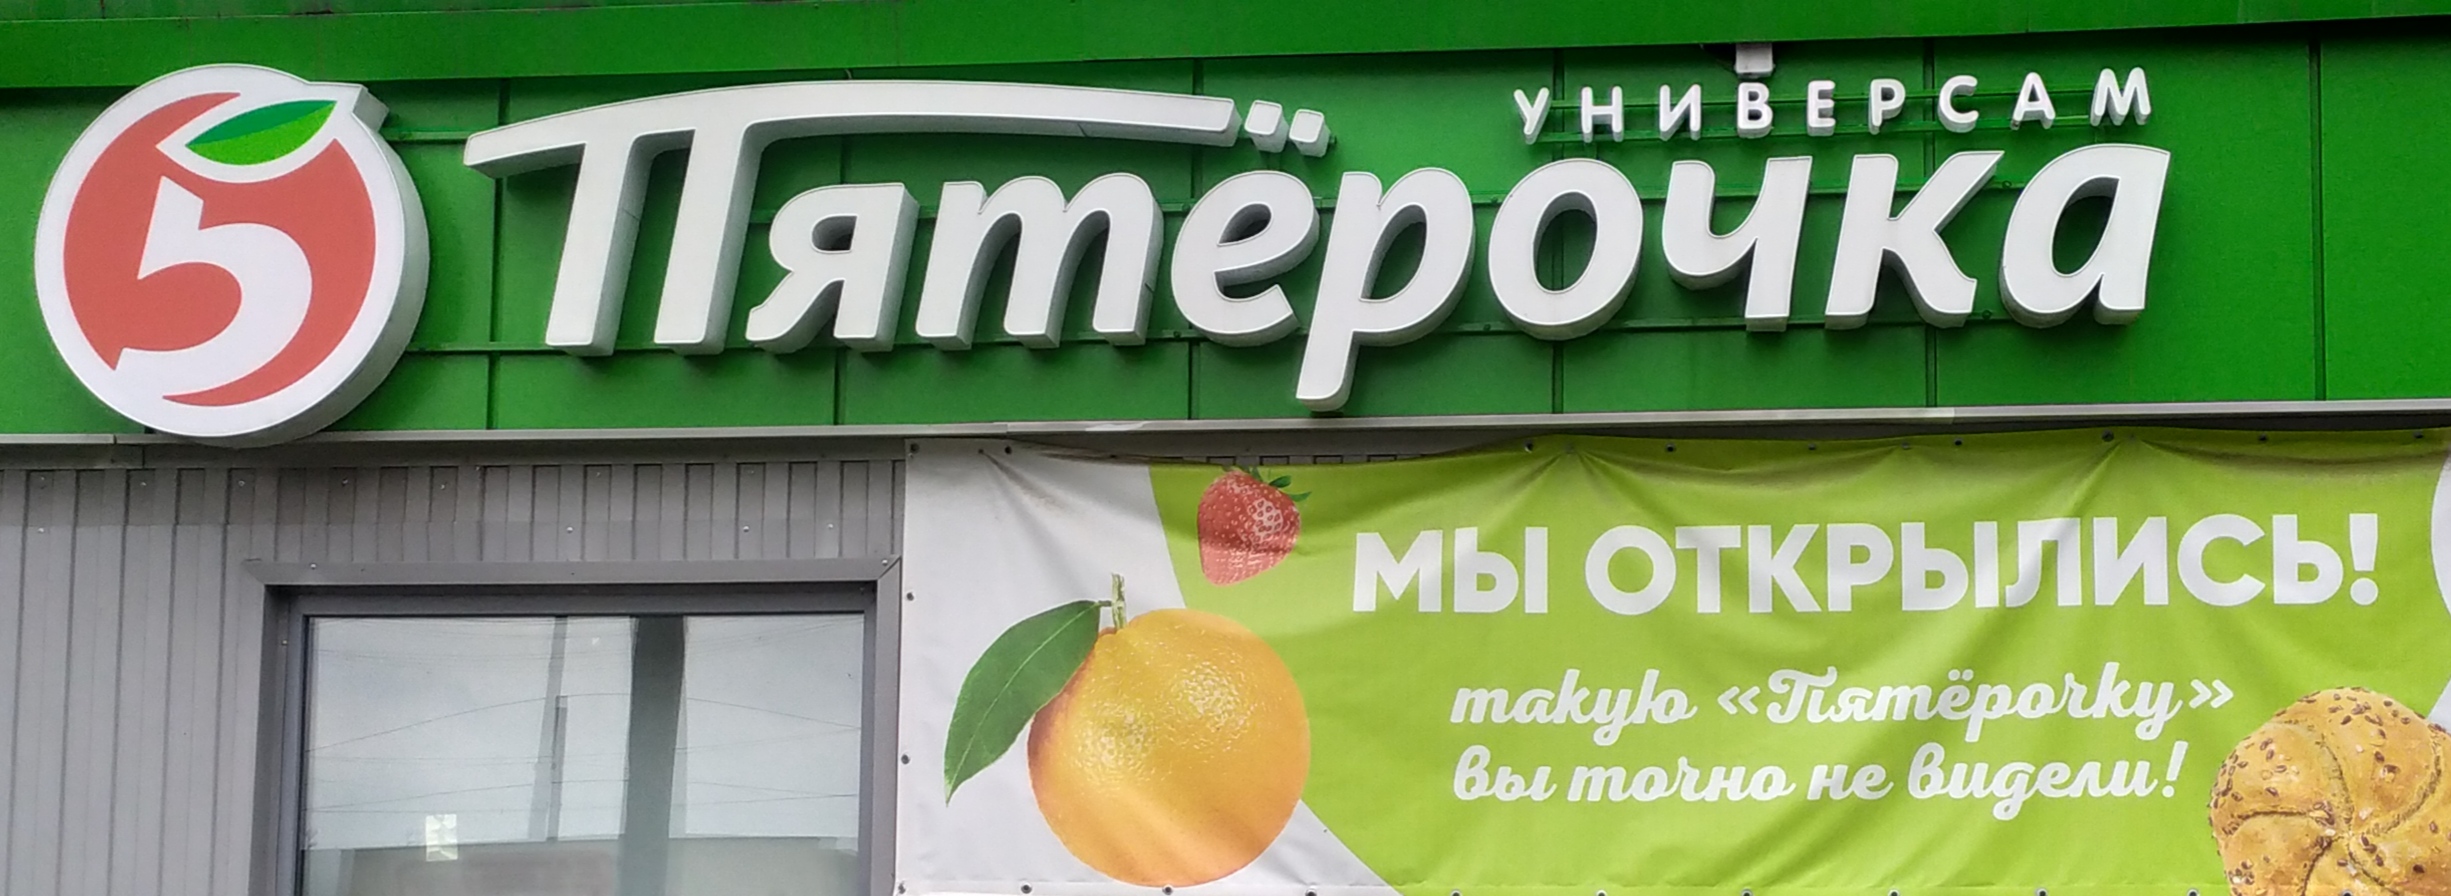 5
УНИВЕРСАМ
Пятёрочка
МЫ ОТКРЫЛИСЬ!
такую «Пятёрочку»
вы точно не видели!